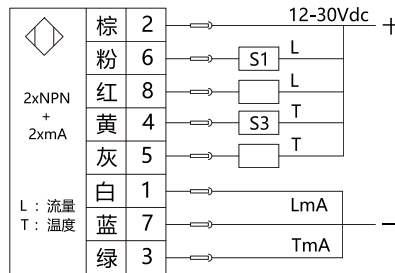 棕 2 12-30Vdc +
粉 6 S1 L
红 8 L
黄 4 S3 T
灰 5 T
白 1 LmA
蓝 7 −
绿 3 TmA
2xNPN
+
2xmA
L : 流量
T : 温度